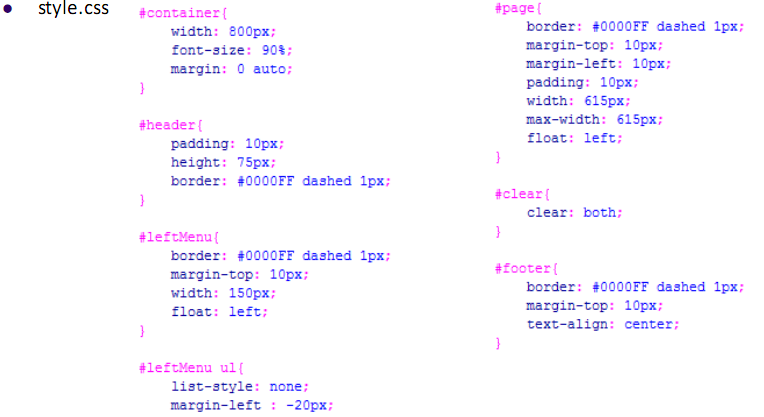 style.css
#container{
width: 800px;
font-size: 90%;
margin: 0 auto;
}
#header{
padding: 10px;
height: 75px;
border: #0000FF dashed 1px;
}
#leftMenu{
border: #0000FF dashed 1px;
margin-top: 10px;
width: 150px;
float: left;
}
#leftMenu ul{
list-style: none;
margin-left : -20px;
#page{
border: #0000FF dashed 1px;
margin-top: 10px;
margin-left: 10px;
padding: 10px;
width: 615px;
max-width: 615px;
float: left;
}
#clear{
clear: both;
}
#footer{
border: #0000FF dashed 1px;
margin-top: 10px;
text-align: center;
}